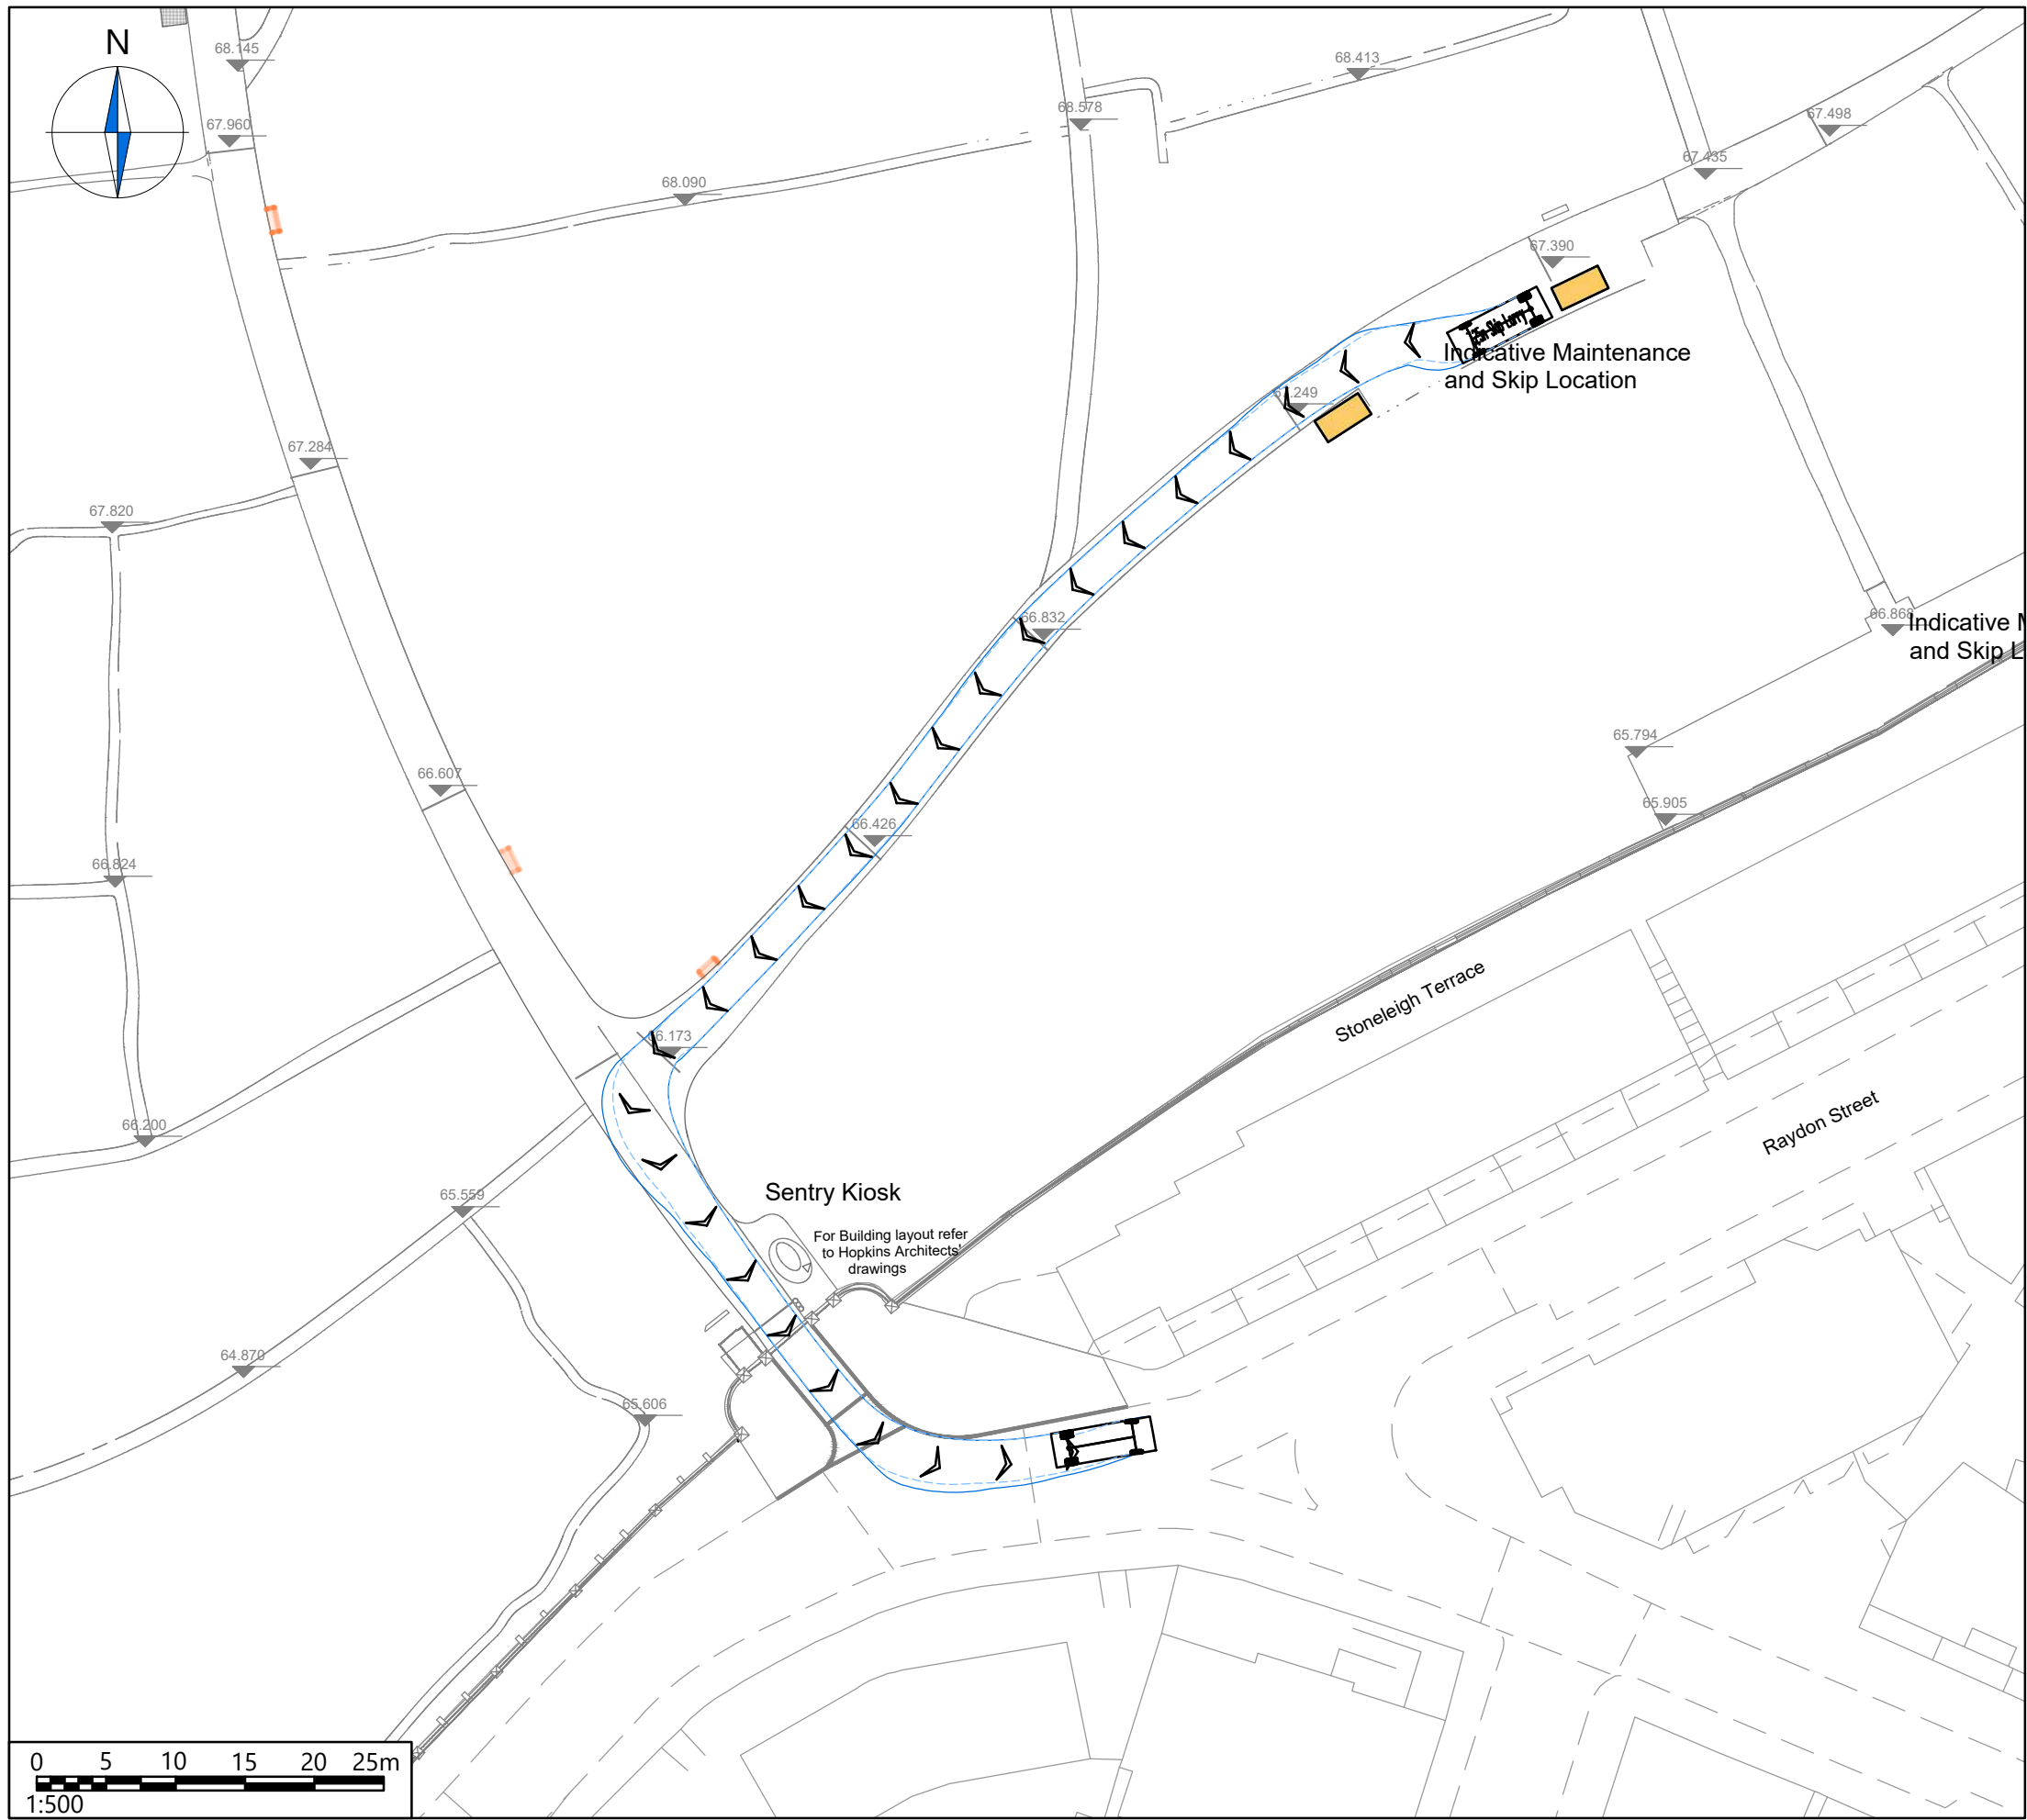 N
68.145
68.413
68.578
67.960
67.498
67.435
68.090
67.390
Indicative Maintenance
and Skip Location
.249
67.284
67.820
66.832
66.868
Indicative M
and Skip L
65.794
66.607
65.905
66.426
66.824
Stoneleigh Terrace
66.173
Raydon Street
66.200
Sentry Kiosk
65.559
For Building layout refer
to Hopkins Architects'
drawings
64.870
65.606
0 5 10 15 20 25m
1:500